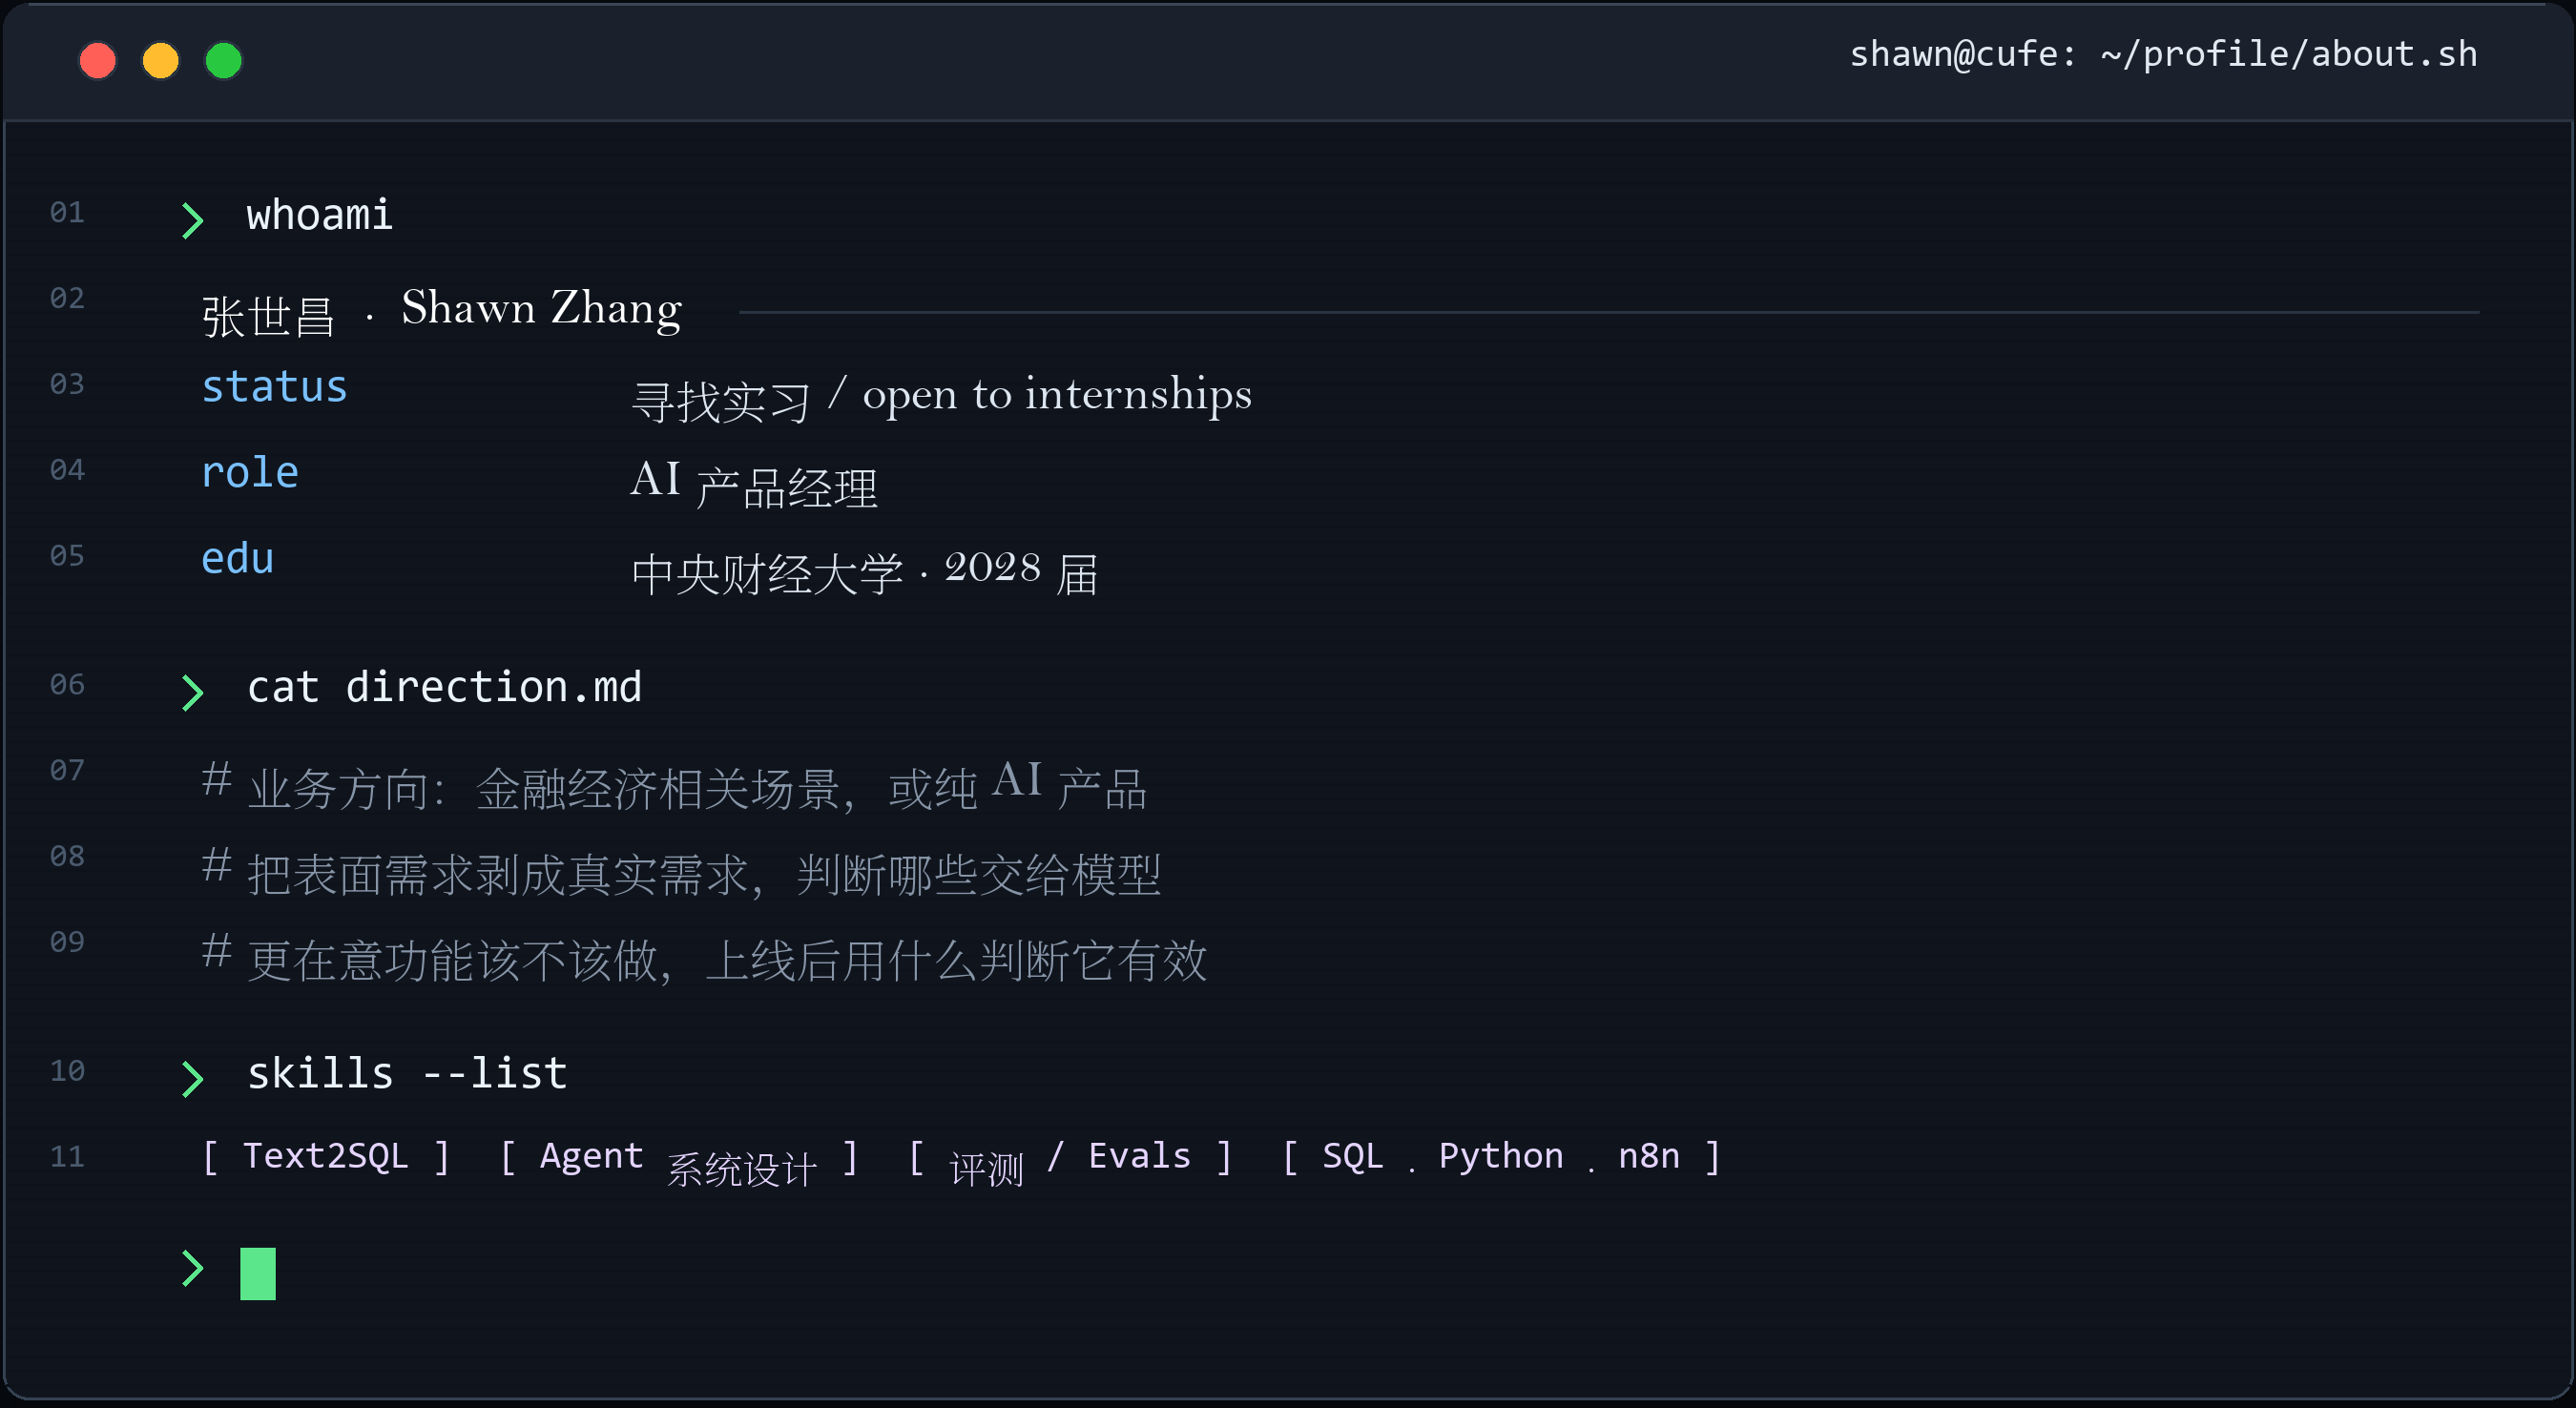 shawn@cufe: ~/profile/about.sh
01 > whoami
02 张世昌 · Shawn Zhang
03 status 寻找实习 / open to internships
04 role AI 产品经理
05 edu 中央财经大学 · 2028 届
06 > cat direction.md
07 # 业务方向：金融经济相关场景，或纯 AI 产品
08 # 把表面需求剥成真实需求，判断哪些交给模型
09 # 更在意功能该不该做，上线后用什么判断它有效
10 > skills --list
11 [ Text2SQL ] [ Agent 系统设计 ] [ 评测 / Evals ] [ SQL · Python · n8n ]
>